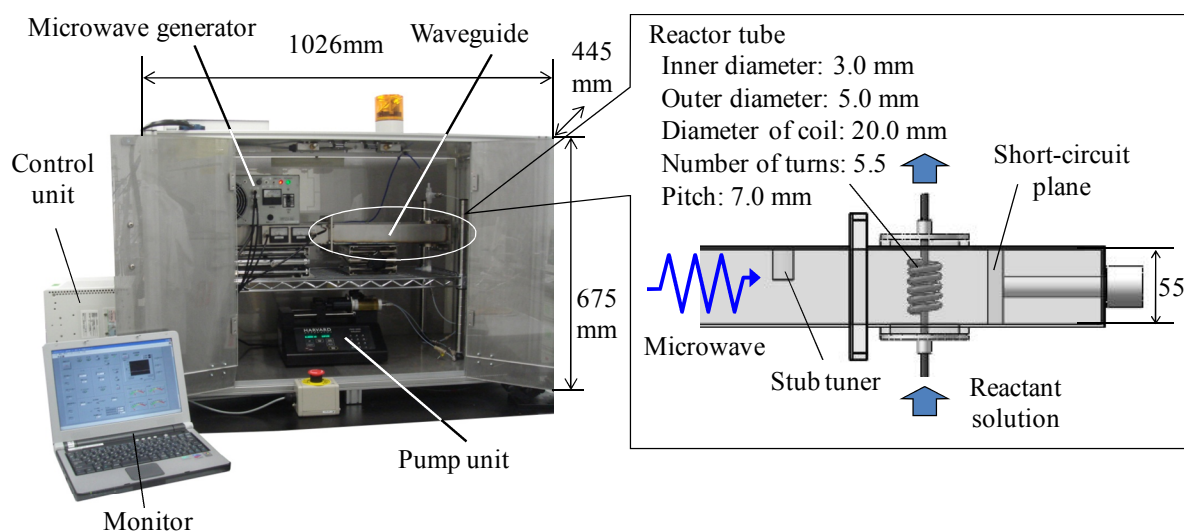 Microwave generator
1026mm
Waveguide
445
mm
Control
unit
675
mm
HARVARD
Pump unit
Monitor
Reactor tube
Inner diameter: 3.0 mm
Outer diameter: 5.0 mm
Diameter of coil: 20.0 mm
Number of turns: 5.5
Pitch: 7.0 mm
Short-circuit
plane
55
Microwave
Stub tuner
Reactant
solution